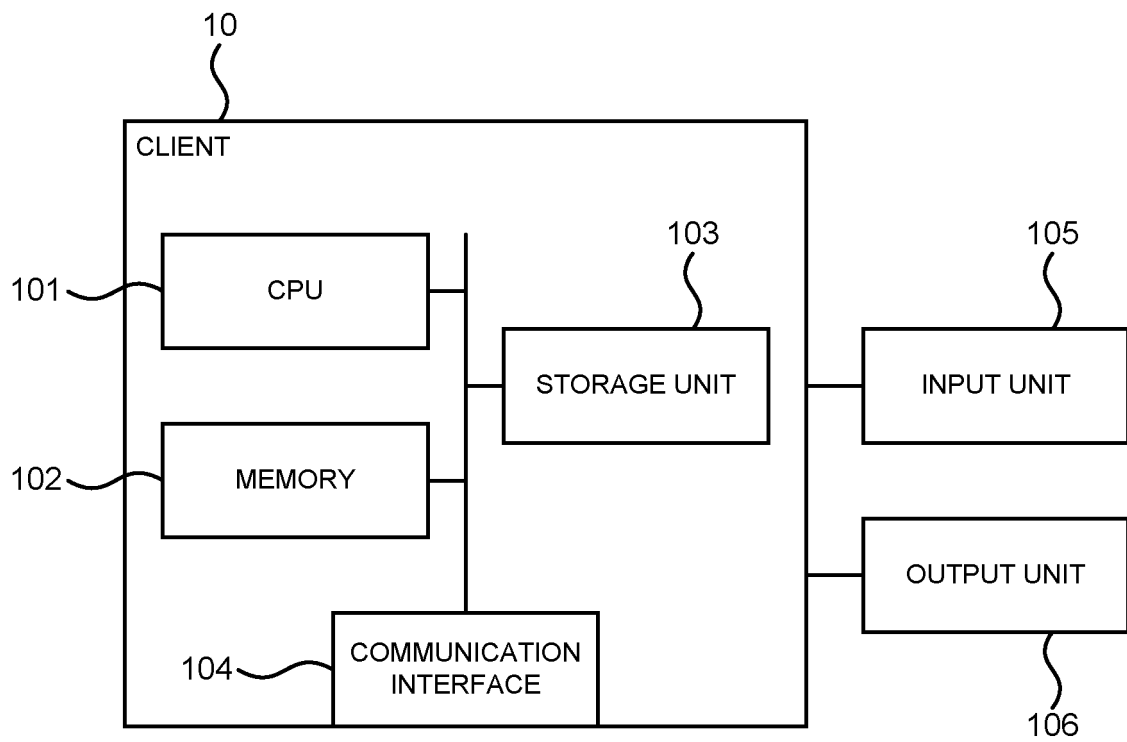 10
CLIENT
103
105
101
CPU
STORAGE UNIT
INPUT UNIT
102
MEMORY
OUTPUT UNIT
104
COMMUNICATION
INTERFACE
106